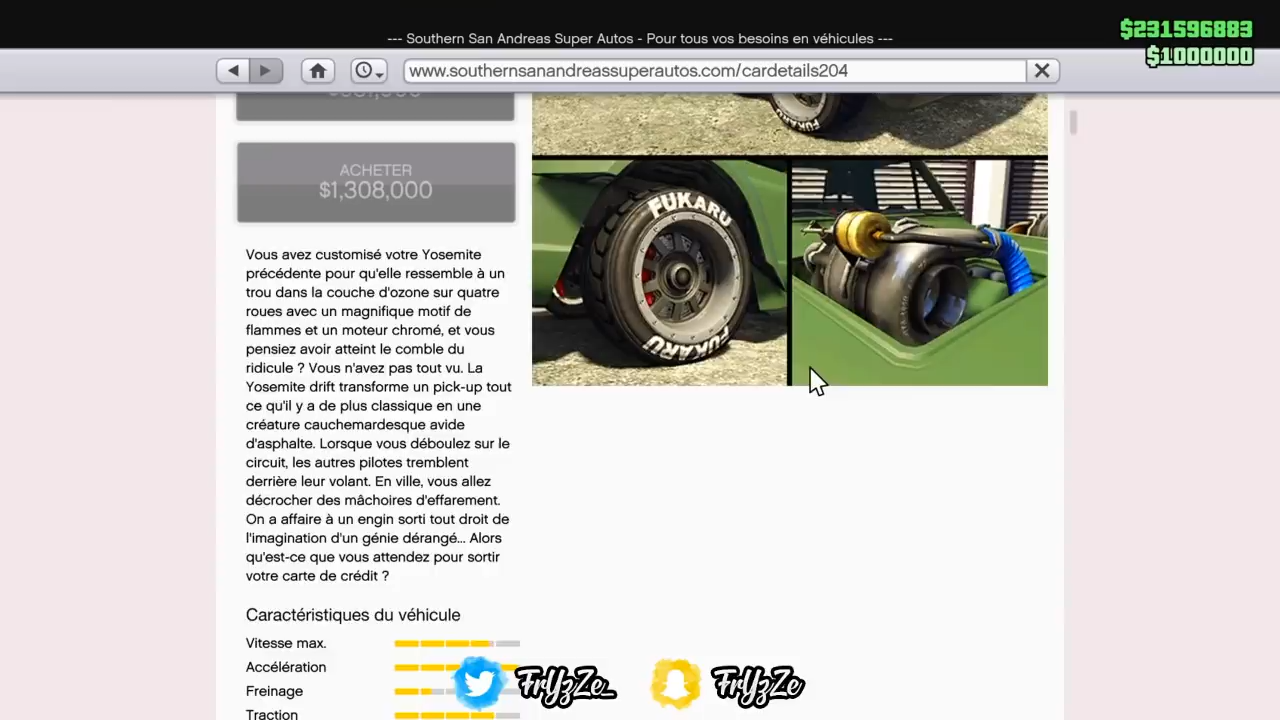 $231596883
--- Southern San Andreas Super Autos - Pour tous vos besoins en véhicules ---
$1000000
www.southernsanandreassuperautos.com/cardetails204
FUKARU
ACHETER
$1,308,000
FUKARU
FUKARU
Vous avez customisé votre Yosemite
précédente pour qu'elle ressemble à un
trou dans la couche d'ozone sur quatre
roues avec un magnifique motif de
flammes et un moteur chromé, et vous
pensiez avoir atteint le comble du
ridicule ? Vous n'avez pas tout vu. La
Yosemite drift transforme un pick-up tout
ce qu'il y a de plus classique en une
créature cauchemardesque avide
d'asphalte. Lorsque vous déboulez sur le
circuit, les autres pilotes tremblent
derrière leur volant. En ville, vous allez
décrocher des mâchoires d'effarement.
On a affaire à un engin sorti tout droit de
l'imagination d'un génie dérangé... Alors
qu'est-ce que vous attendez pour sortir
votre carte de crédit ?
Caractéristiques du véhicule
Vitesse max.
Accélération
Freinage
Traction
FrYzZe_
FrYzZe